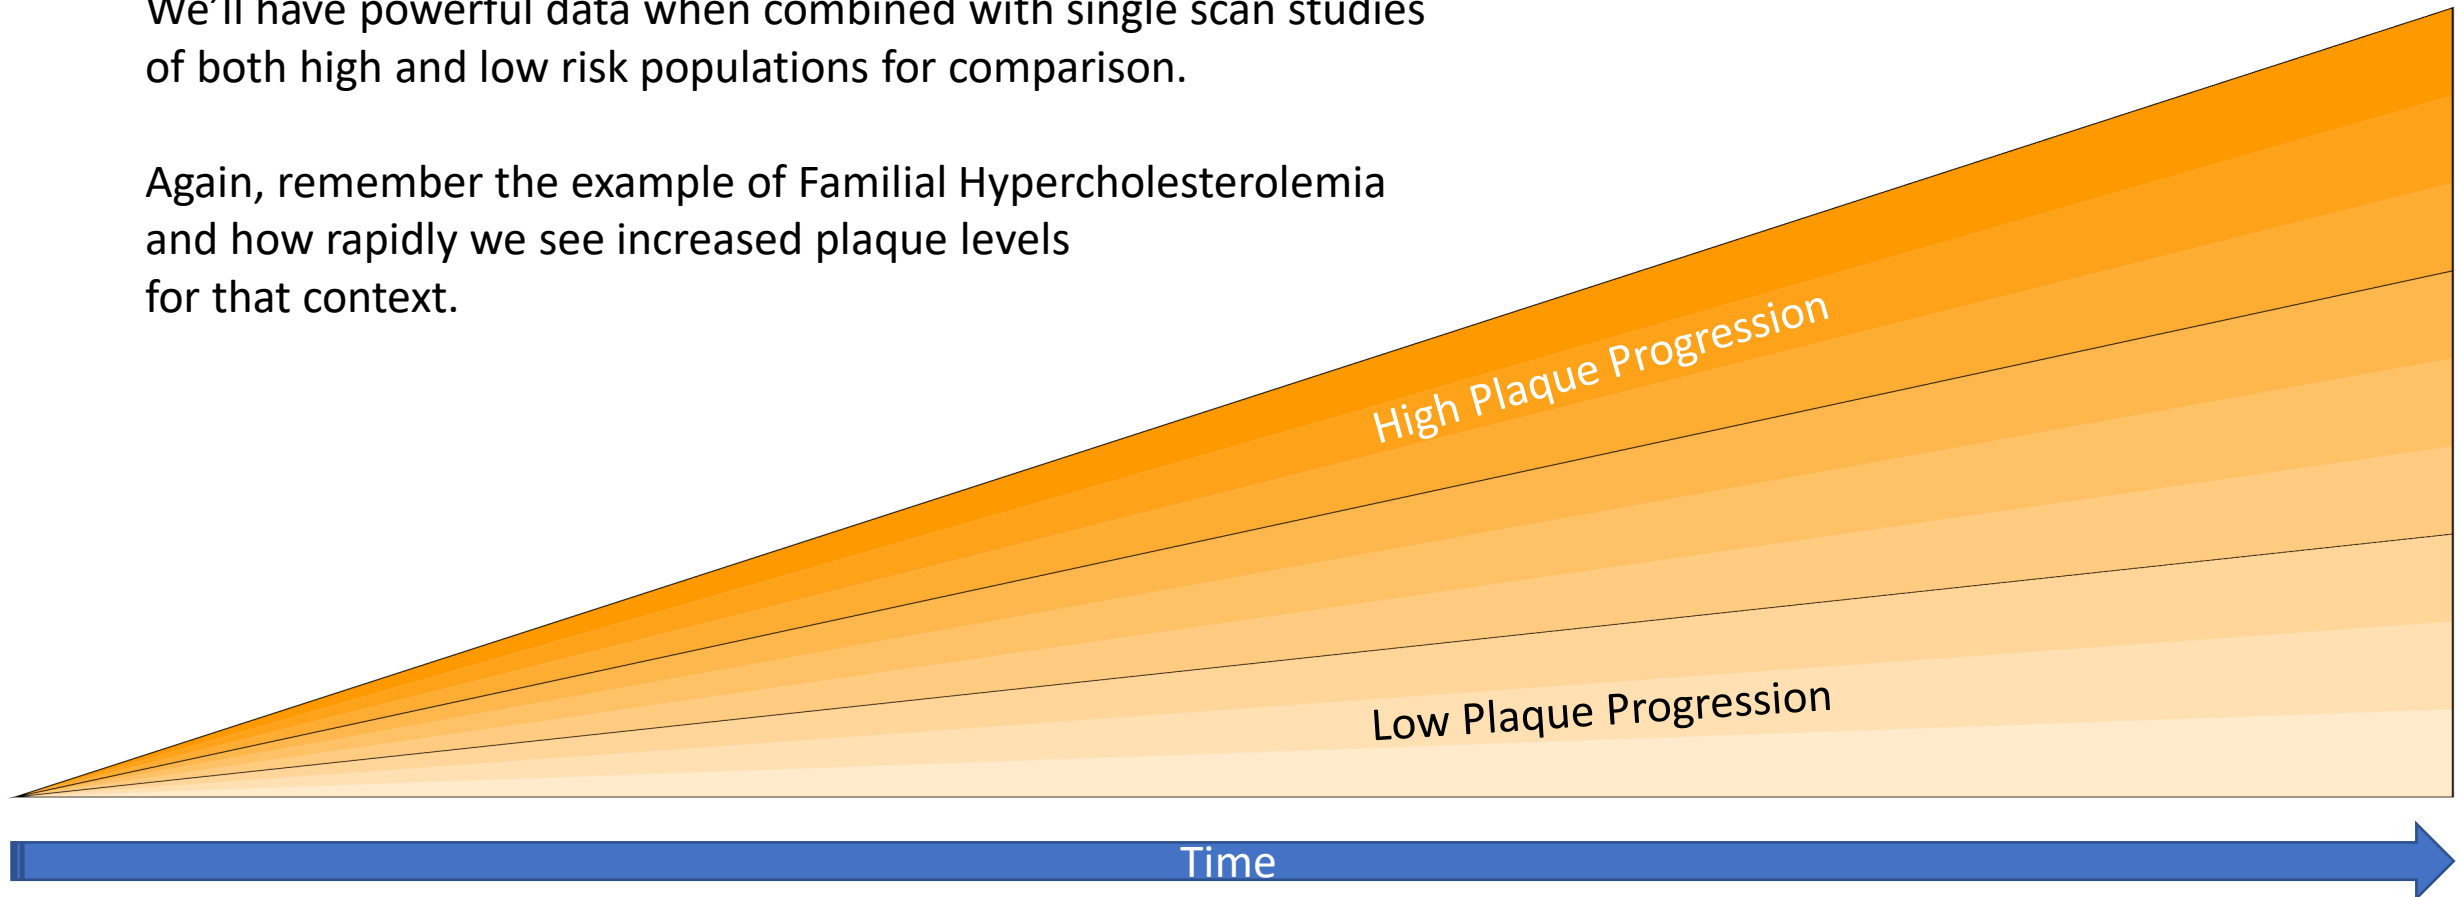 We'll have powerful data when combined with single scan studies
of both high and low risk populations for comparison.
Again, remember the example of Familial Hypercholesterolemia
and how rapidly we see increased plaque levels
for that context.
High Plaque Progression
Low Plaque Progression
Time